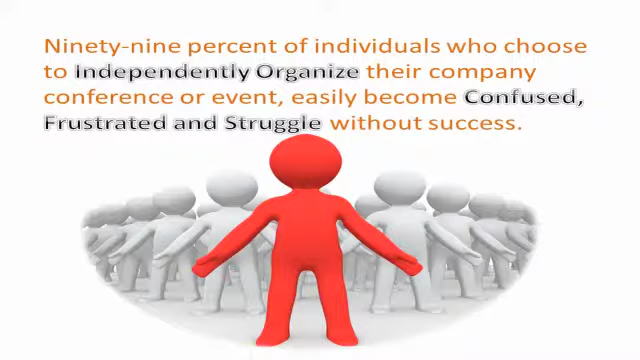 Ninety-nine percent of individuals who choose
to Independently Organize their company
conference or event, easily become Confused,
Frustrated and Struggle without success.